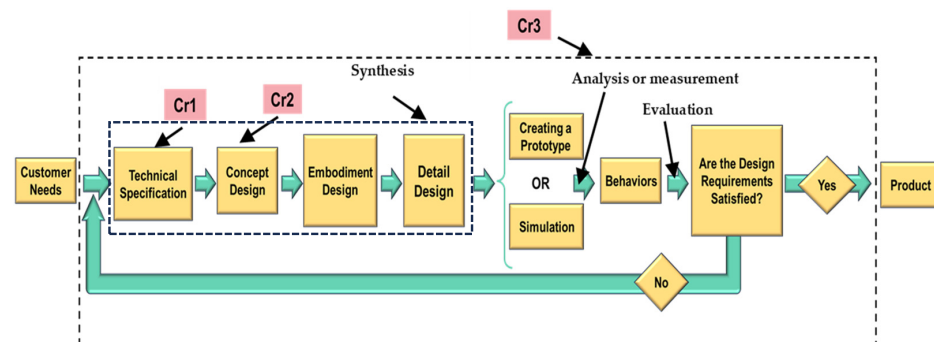 Cr3
Synthesis
Analysis or measurement
Cr1
Cr2
Evaluation
Customer
Needs
Technical
Specification
Concept
Design
Embodiment
Design
Detail
Design
Creating a
Prototype
OR
Simulation
Behaviors
Are the Design
Requirements
Satisfied?
Yes
Product
No